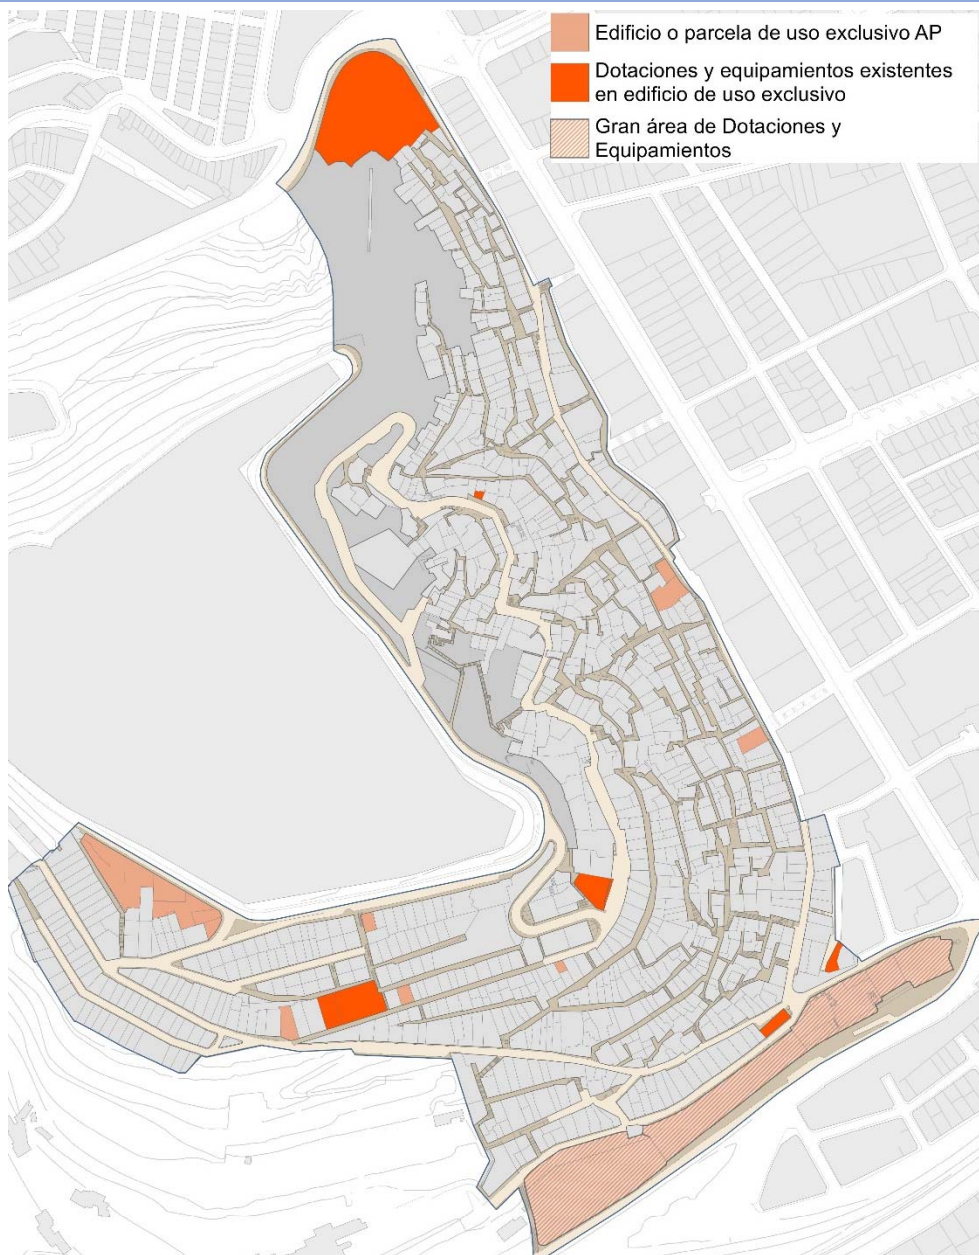 Edificio o parcela de uso exclusivo AP
Dotaciones y equipamientos existentes
en edificio de uso exclusivo
Gran área de Dotaciones y
Equipamientos